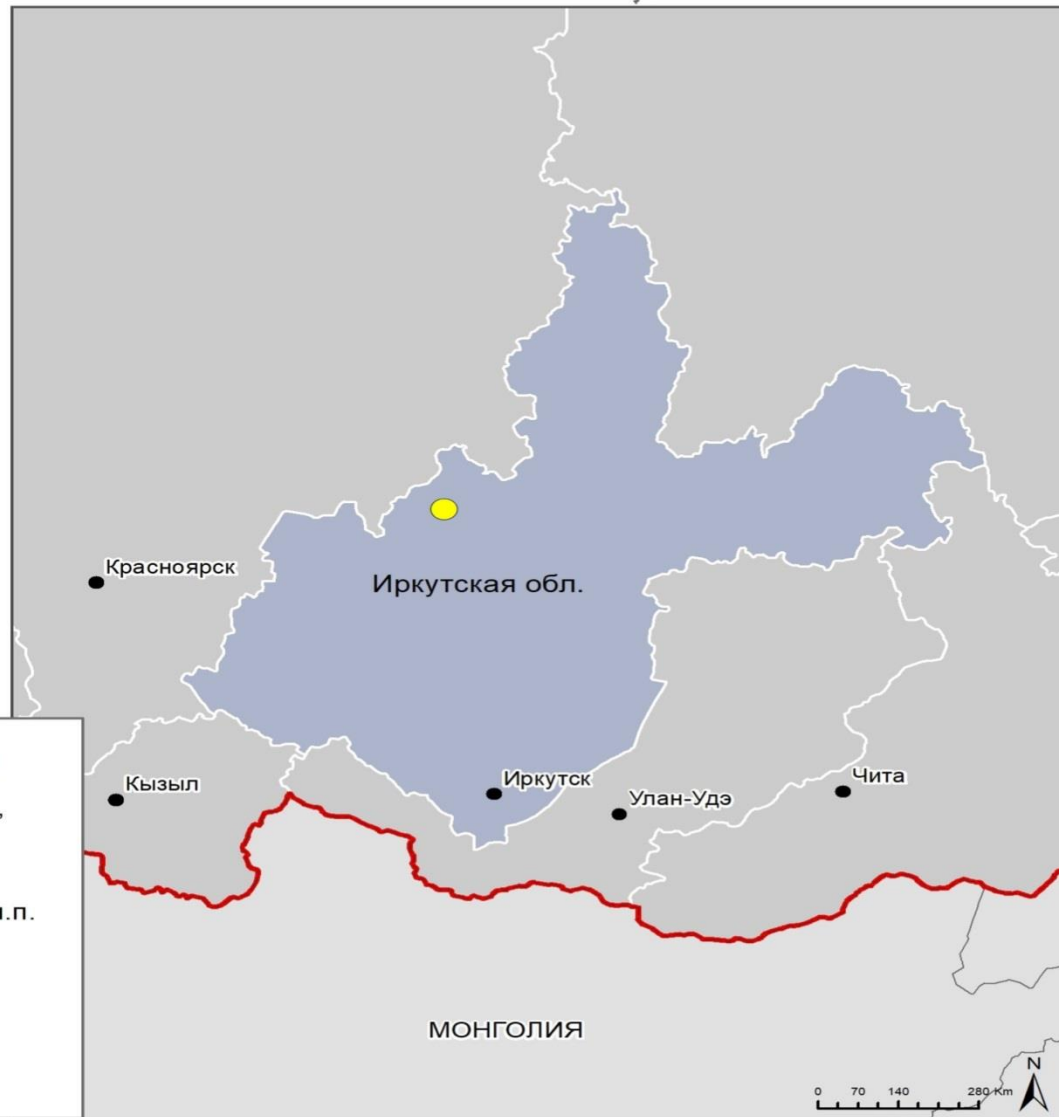 Красноярск
Иркутская обл.
Кызыл
Иркутск
Улан-Удэ
Чита
МОНГОЛИЯ
0 70 140 280 Km
N